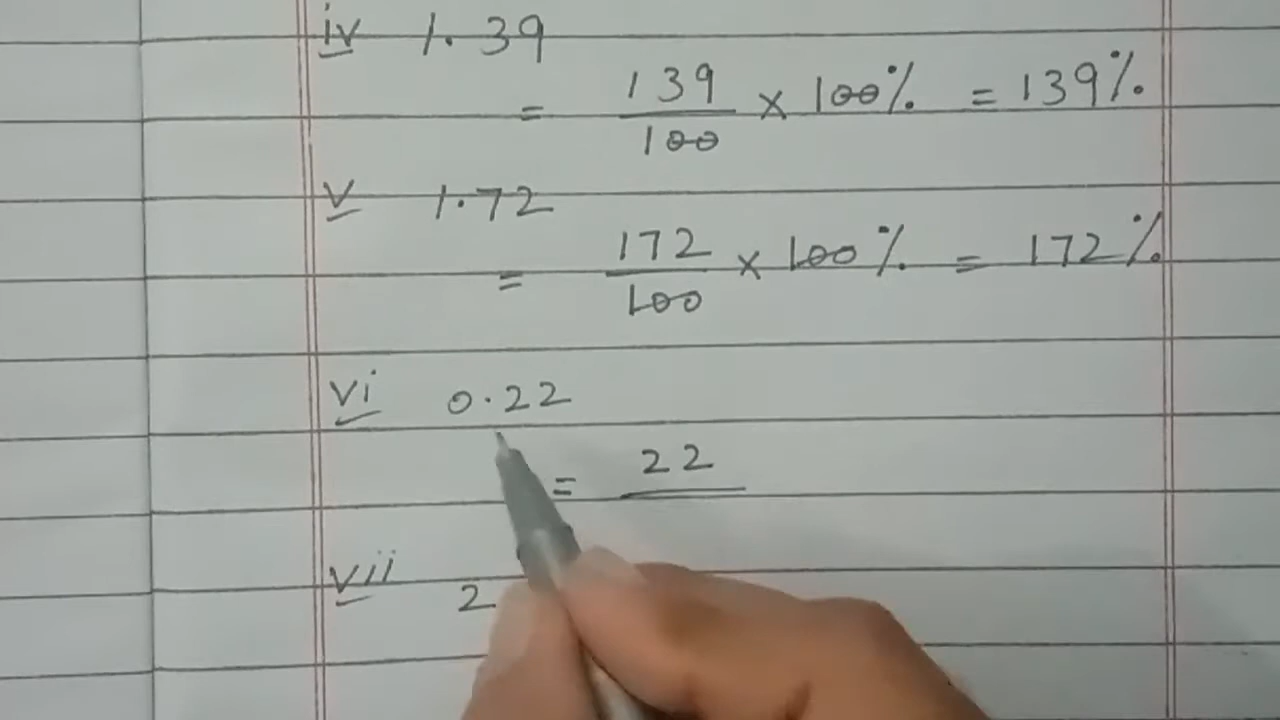 iv 1.39
= 139/100 × 100% = 139%
v 1.72
= 172/100 × 100% = 172%
vi 0.22
= 22
vii 2